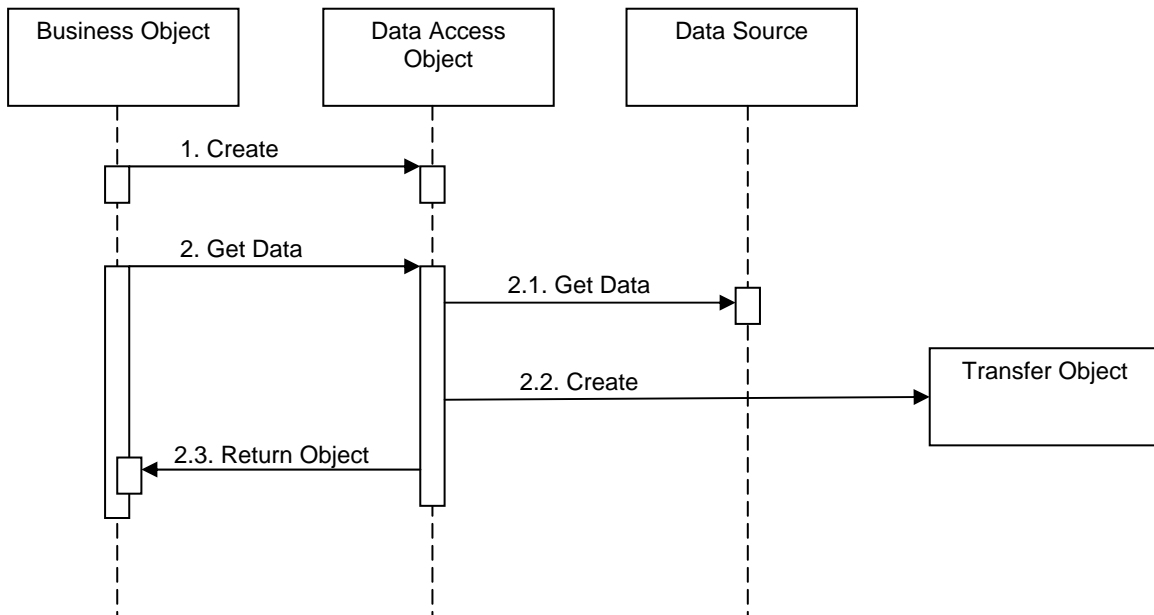 Business Object
Data Access
Object
Data Source
1. Create
2. Get Data
2.1. Get Data
Transfer Object
2.2. Create
2.3. Return Object